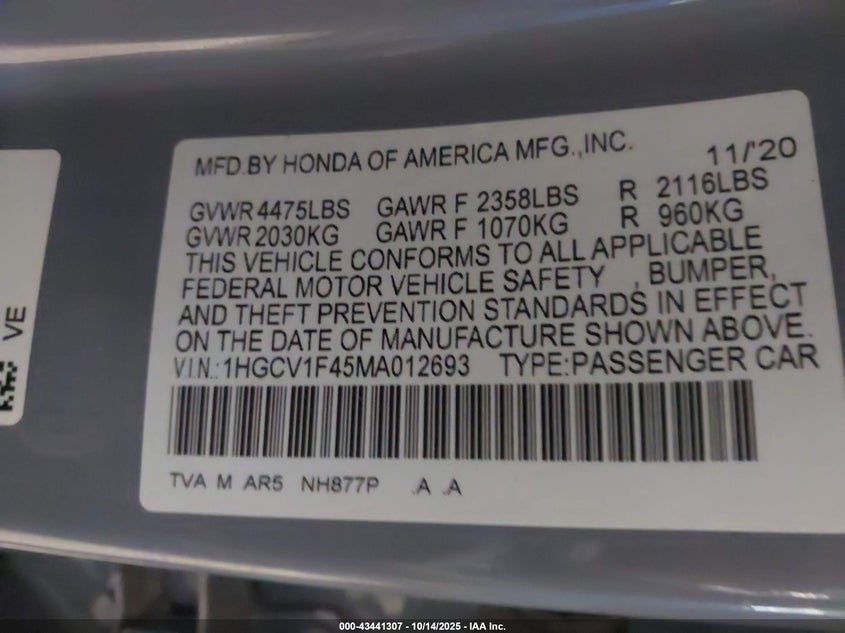 MFD.BY HONDA OF AMERICA MFG.,INC. 11/'20
GVWR 4475LBS GAWR F 2358LBS R 2116LBS
GVWR 2030KG GAWR F 1070KG R 960KG
THIS VEHICLE CONFORMS TO ALL APPLICABLE
FEDERAL MOTOR VEHICLE SAFETY , BUMPER,
AND THEFT PREVENTION STANDARDS IN EFFECT
ON THE DATE OF MANUFACTURE SHOWN ABOVE.
V.I.N.:1HGCV1F45MA012693 TYPE:PASSENGER CAR
TVA M AR5 NH877P .A .A
VE
000-43441307 - 10/14/2025 - IAA Inc.